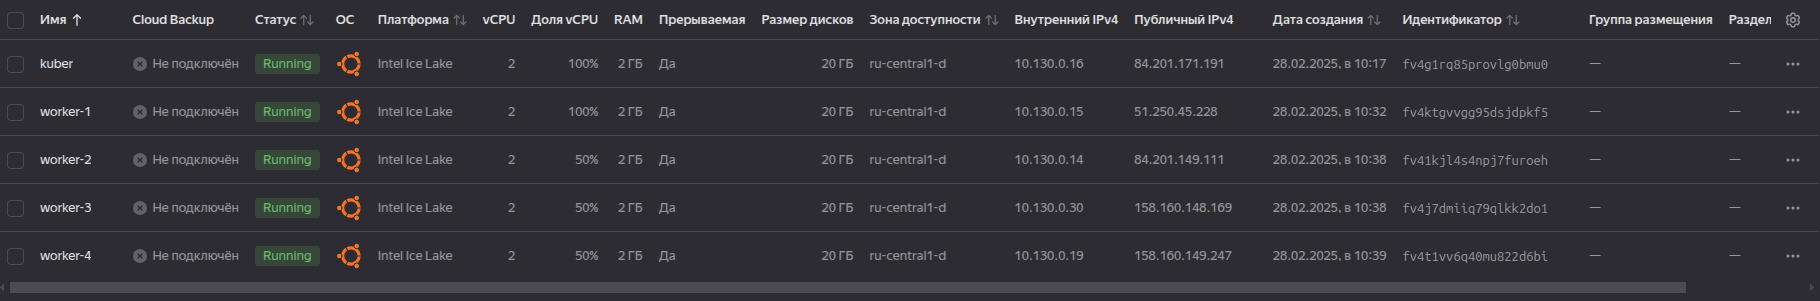 Имя Cloud Backup Статус ОС Платформа vCPU Доля vCPU RAM Прерываемая Размер дисков Зона доступности Внутренний IPv4 Публичный IPv4 Дата создания Идентификатор Группа размещения Раздел
kuber Не подключён Running Intel Ice Lake 2 100% 2 ГБ Да 20 ГБ ru-central1-d 10.130.0.16 84.201.171.191 28.02.2025, в 10:17 fv4g1rq85provlg0bmu0 — —
worker-1 Не подключён Running Intel Ice Lake 2 100% 2 ГБ Да 20 ГБ ru-central1-d 10.130.0.15 51.250.45.228 28.02.2025, в 10:32 fv4ktgvvgg95dsjdpkf5 — —
worker-2 Не подключён Running Intel Ice Lake 2 50% 2 ГБ Да 20 ГБ ru-central1-d 10.130.0.14 84.201.149.111 28.02.2025, в 10:38 fv41kjl4s4npj7furoeh — —
worker-3 Не подключён Running Intel Ice Lake 2 50% 2 ГБ Да 20 ГБ ru-central1-d 10.130.0.30 158.160.148.169 28.02.2025, в 10:38 fv4j7dmiiq79qlkk2do1 — —
worker-4 Не подключён Running Intel Ice Lake 2 50% 2 ГБ Да 20 ГБ ru-central1-d 10.130.0.19 158.160.149.247 28.02.2025, в 10:39 fv4t1vv6q40mu822d6bi — —